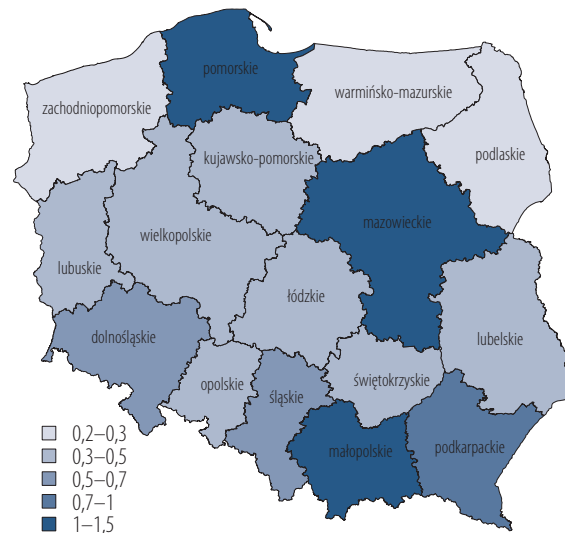 pomorskie
warmińsko-mazurskie
zachodniopomorskie
podlaskie
kujawsko-pomorskie
mazowieckie
wielkopolskie
lubuskie
łódzkie
dolnośląskie
lubelskie
opolskie
śląskie
świętokrzyskie
małopolskie
podkarpackie
0,2–0,3
0,3–0,5
0,5–0,7
0,7–1
1–1,5